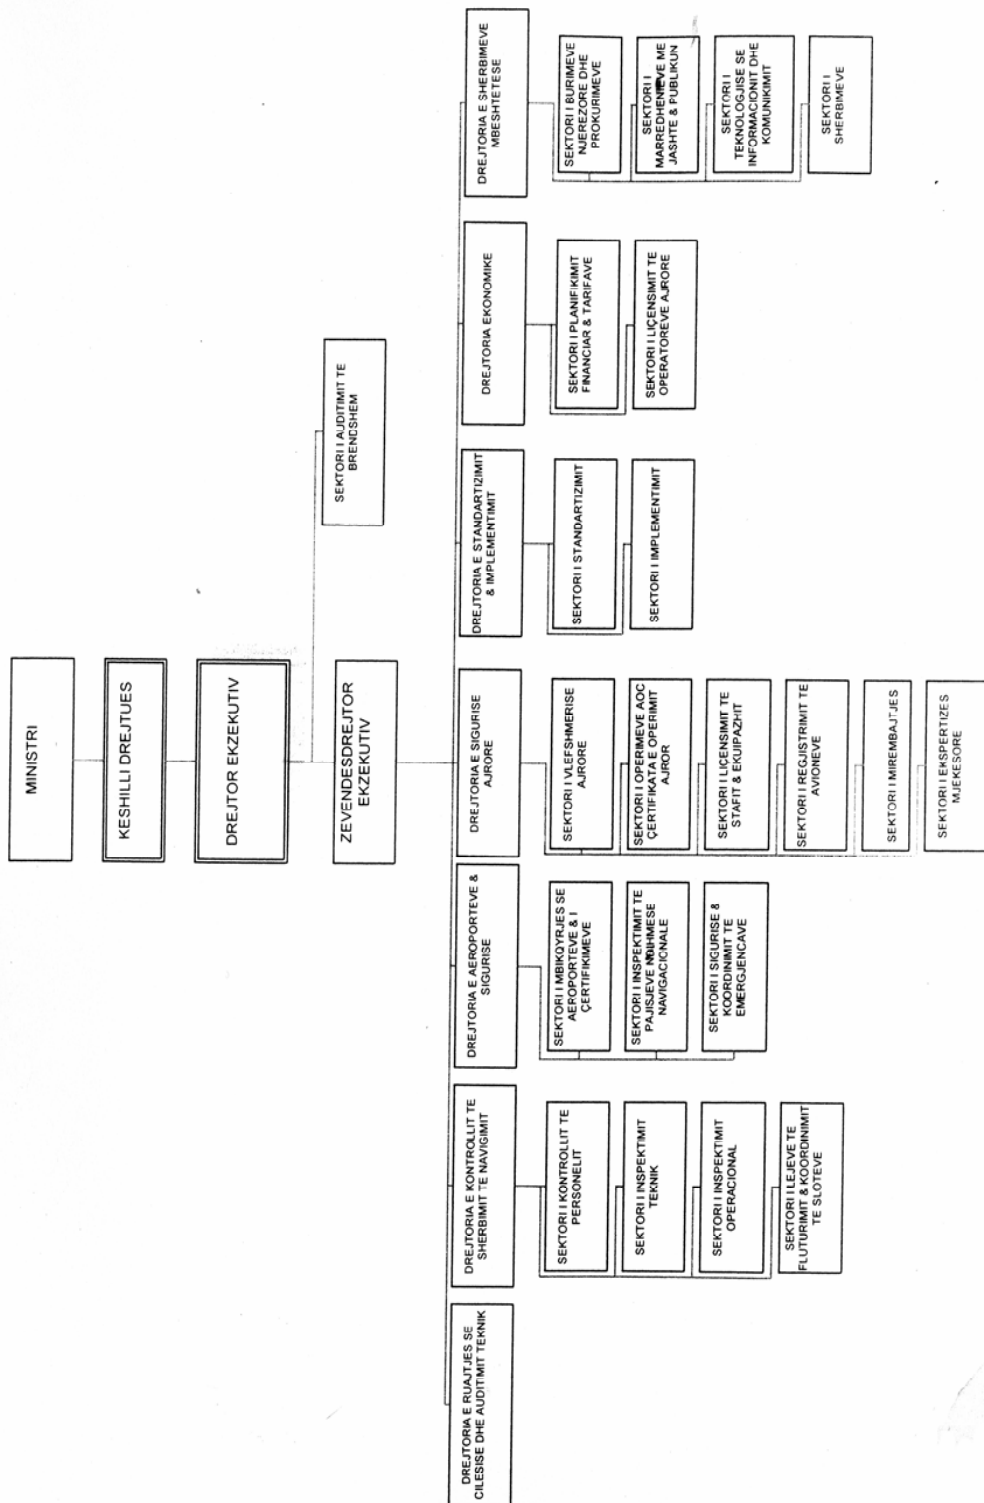 MINISTRI
KESHILLI DREJTUES
DREJTOR EKZEKUTIV
SEKTORI I AUDITIMIT TE
BRENDSHEM
ZEVENDESDREJTOR
EKZEKUTIV
DREJTORIA E RUAJTJES SE
CILESISE DHE AUDITIMIT TEKNIK
DREJTORIA E KONTROLLIT TE
SHERBIMIT TE NAVIGIMIT
SEKTORI I KONTROLLIT TE
PERSONELIT
SEKTORI I INSPEKTIMIT
TEKNIK
SEKTORI I INSPEKTIMIT
OPERACIONAL
SEKTORI I LEJEVE TE
FLUTURIMIT & KOORDINIMIT
TE SLOTEVE
DREJTORIA E AEROPORTEVE &
SIGURISE
SEKTORI I MBIKQYRJES SE
AEROPORTEVE & I
ÇERTIFIKIMEVE
SEKTORI I INSPEKTIMIT TE
PAJISJEVE NDIHMESE
NAVIGACIONALE
SEKTORI I SIGURISE &
KOORDINIMIT TE
EMERGJENCAVE
DREJTORIA E SIGURISE
AJRORE
SEKTORI I VLEFSHMERISE
AJRORE
SEKTORI I OPERIMEVE AOC
ÇERTIFIKATA E OPERIMIT
AJROR
SEKTORI I LIÇENSIMIT TE
STAFIT & EKUIPAZHIT
SEKTORI I REGJISTRIMIT TE
AVIONEVE
SEKTORI I MIREMBAJTJES
SEKTORI I EKSPERTIZES
MJEKESORE
DREJTORIA E STANDARTIZIMIT
& IMPLEMENTIMIT
SEKTORI I STANDARTIZIMIT
SEKTORI I IMPLEMENTIMIT
DREJTORIA EKONOMIKE
SEKTORI I PLANIFIKIMIT
FINANCIAR & TARIFAVE
SEKTORI I LIÇENSIMIT TE
OPERATOREVE AJRORE
DREJTORIA E SHERBIMEVE
MBESHTETESE
SEKTORI I BURIMEVE
NJEREZORE DHE
PROKURIMEVE
SEKTORI I
MARREDHENIEVE ME
JASHTE & PUBLIKUN
SEKTORI I
TEKNOLOGJISE SE
INFORMACIONIT DHE
KOMUNIKIMIT
SEKTORI I
SHERBIMEVE